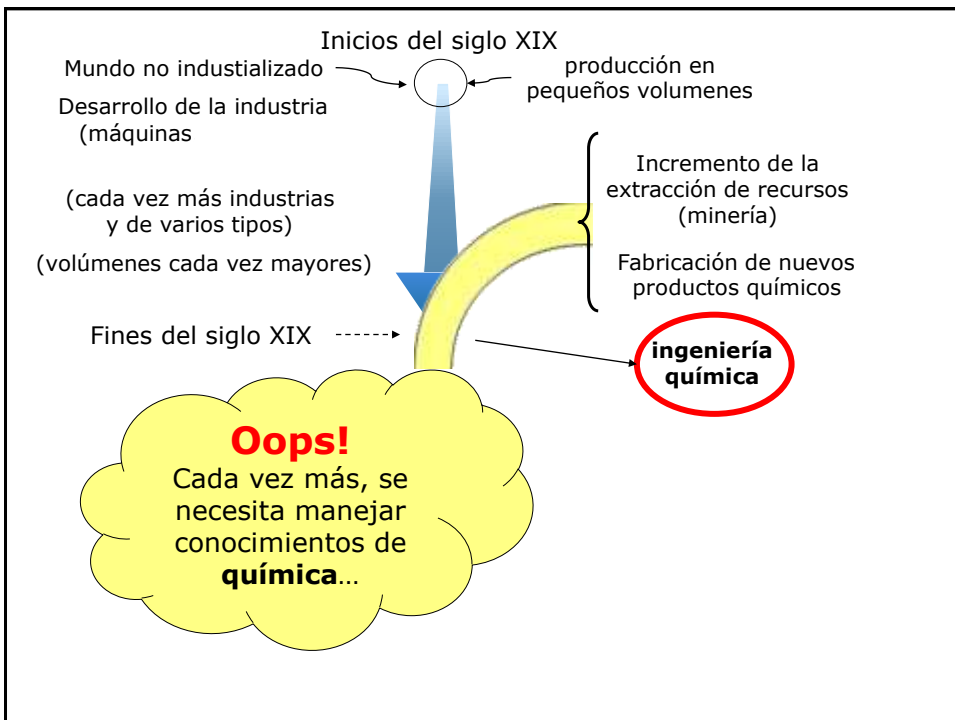 Inicios del siglo XIX
Mundo no industializado
producción en
pequeños volumenes
Desarrollo de la industria
(máquinas
(cada vez más industrias
y de varios tipos)
(volúmenes cada vez mayores)
Incremento de la
extracción de recursos
(minería)
Fabricación de nuevos
productos químicos
Fines del siglo XIX
ingeniería
química
Oops!
Cada vez más, se
necesita manejar
conocimientos de
química...